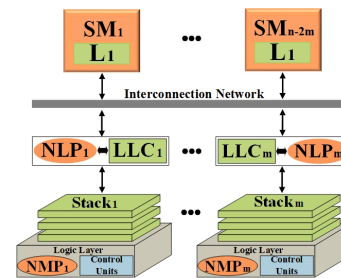 SM1 ••• SMn-2m
L1 L1
Interconnection Network
NLP1 LLC1 ••• LLCm NLPm
Stack1 ••• Stackm
Logic Layer Logic Layer
NMP1 Control Units NMPm Control Units